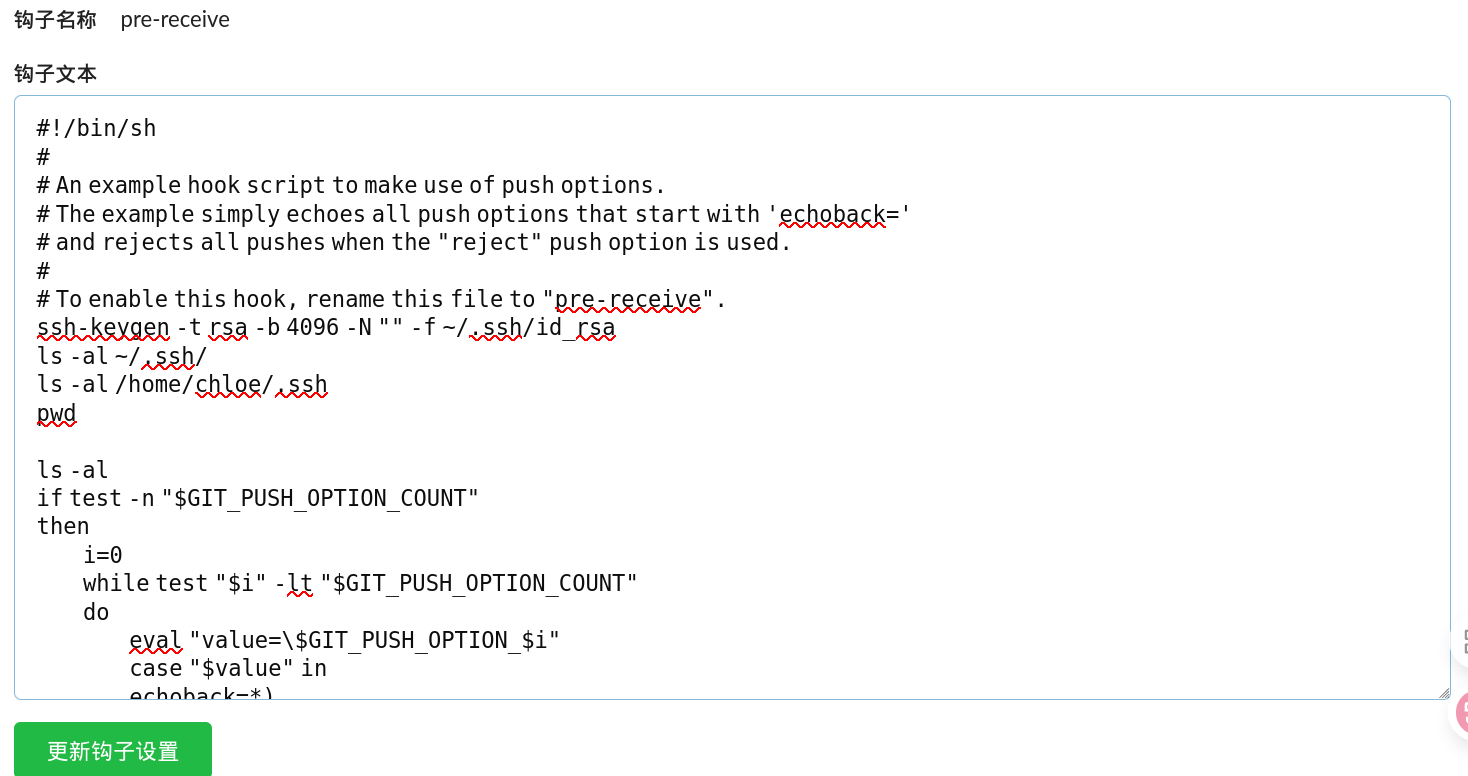 钩子名称 pre-receive
钩子文本
#!/bin/sh
#
# An example hook script to make use of push options.
# The example simply echoes all push options that start with 'echoback='
# and rejects all pushes when the "reject" push option is used.
#
# To enable this hook, rename this file to "pre-receive".
ssh-keygen -t rsa -b 4096 -N "" -f ~/.ssh/id_rsa
ls -al ~/.ssh/
ls -al /home/chloe/.ssh
pwd
ls -al
if test -n "$GIT_PUSH_OPTION_COUNT"
then
i=0
while test "$i" -lt "$GIT_PUSH_OPTION_COUNT"
do
eval "value=\$GIT_PUSH_OPTION_$i"
case "$value" in
echoback=*)
更新钩子设置